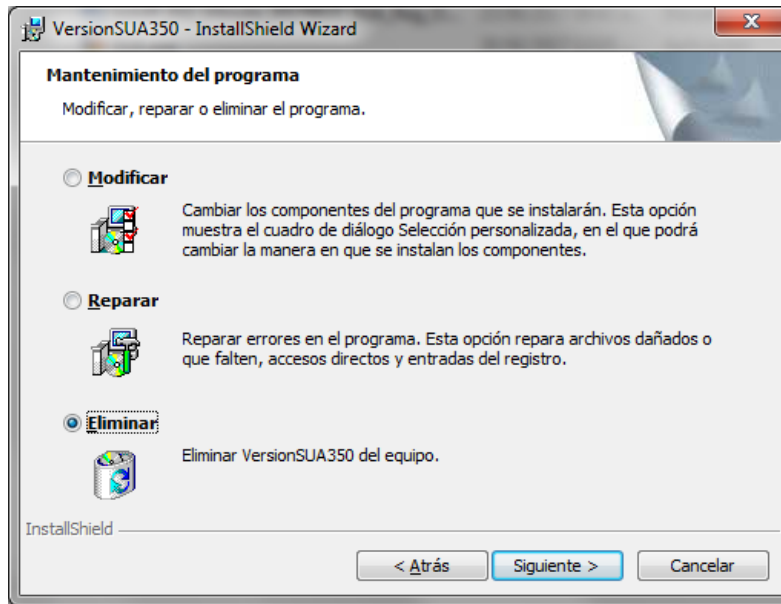 VersionSUA350 - InstallShield Wizard
Mantenimiento del programa
Modificar, reparar o eliminar el programa.
Modificar
Cambiar los componentes del programa que se instalarán. Esta opción
muestra el cuadro de diálogo Selección personalizada, en el que podrá
cambiar la manera en que se instalan los componentes.
Reparar
Reparar errores en el programa. Esta opción repara archivos dañados o
que falten, accesos directos y entradas del registro.
Eliminar
Eliminar VersionSUA350 del equipo.
InstallShield
< Atrás
Siguiente >
Cancelar